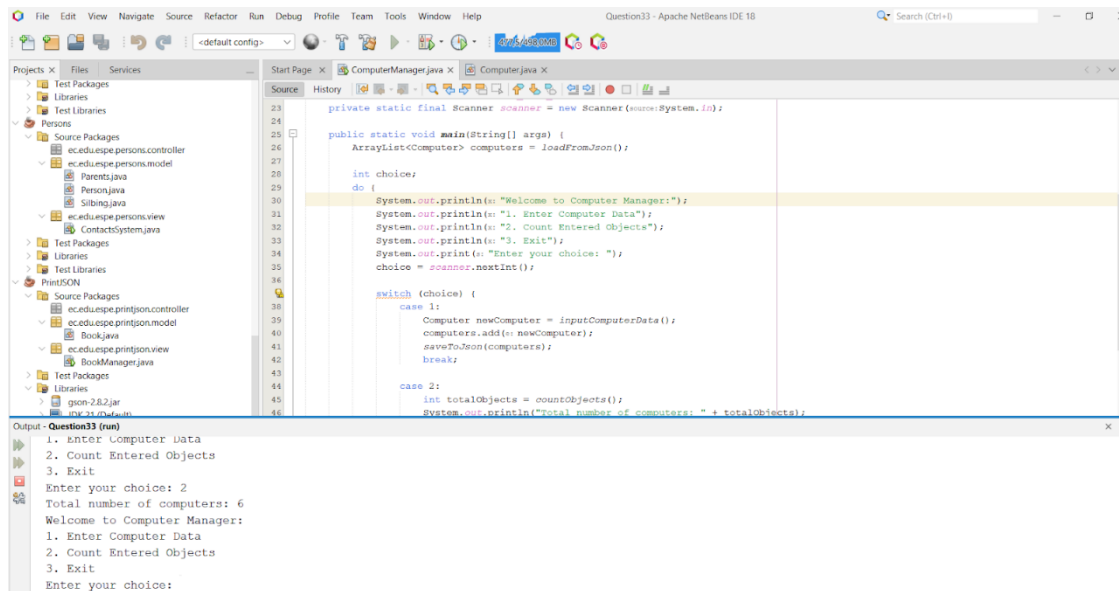 File Edit View Navigate Source Refactor Run Debug Profile Team Tools Window Help Question33 - Apache NetBeans IDE 18 Search (Ctrl+I)
<default config>
Projects × Files Services
Start Page × ComputerManager.java × Computer.java ×
Source History
Test Packages
Libraries
Test Libraries
Persons
Source Packages
ec.edu.espe.persons.controller
ec.edu.espe.persons.model
Parents.java
Person.java
Silbing.java
ec.edu.espe.persons.view
ContactsSystem.java
Test Packages
Libraries
Test Libraries
PrintJSON
Source Packages
ec.edu.espe.printjson.controller
ec.edu.espe.printjson.model
Book.java
ec.edu.espe.printjson.view
BookManager.java
Test Packages
Libraries
gson-2.8.2.jar
JDK 21 (Default)
23 private static final Scanner scanner = new Scanner(source:System.in);
24
25 public static void main(String[] args) {
26 ArrayList<Computer> computers = loadFromJson();
27
28 int choice;
29 do {
30 System.out.println(x: "Welcome to Computer Manager:");
31 System.out.println(x: "1. Enter Computer Data");
32 System.out.println(x: "2. Count Entered Objects");
33 System.out.println(x: "3. Exit");
34 System.out.print(s: "Enter your choice: ");
35 choice = scanner.nextInt();
36
switch (choice) {
38 case 1:
39 Computer newComputer = inputComputerData();
40 computers.add(e: newComputer);
41 saveToJson(computers);
42 break;
43
44 case 2:
45 int totalObjects = countObjects();
46 System.out.println("Total number of computers: " + totalObjects);
Output - Question33 (run) ×
1. Enter Computer Data
2. Count Entered Objects
3. Exit
Enter your choice: 2
Total number of computers: 6
Welcome to Computer Manager:
1. Enter Computer Data
2. Count Entered Objects
3. Exit
Enter your choice: